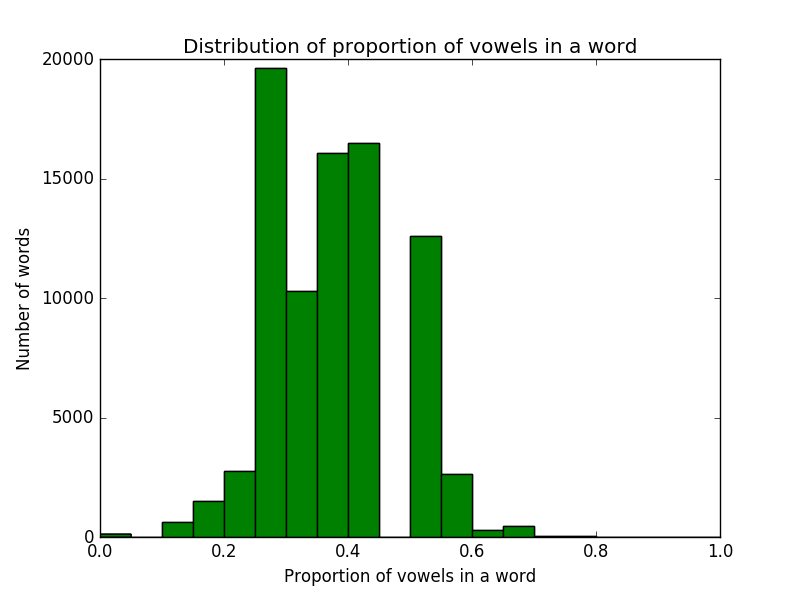 Distribution of proportion of vowels in a word
20000
15000
10000
5000
0
Number of words
0.0 0.2 0.4 0.6 0.8 1.0
Proportion of vowels in a word